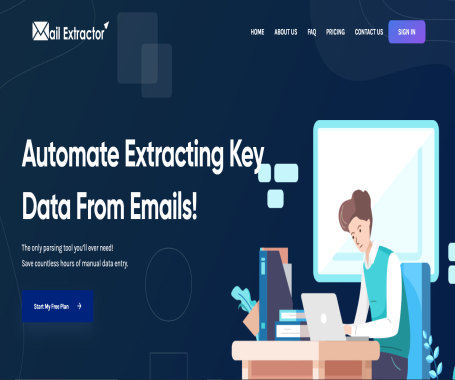 Mail Extractor
HOME ABOUT US FAQ PRICING CONTACT US SIGN IN
Automate Extracting Key
Data From Emails!
The only parsing tool you'll ever need!
Save countless hours of manual data entry.
Start My Free Plan →